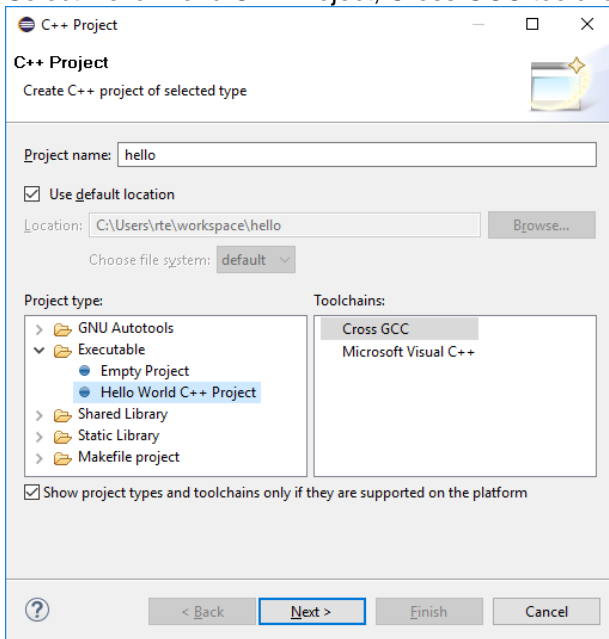 C++ Project
C++ Project
Create C++ project of selected type
Project name: hello
Use default location
Location: C:\Users\rte\workspace\hello Browse...
Choose file system: default
Project type: Toolchains:
GNU Autotools Cross GCC
Executable Microsoft Visual C++
Empty Project
Hello World C++ Project
Shared Library
Static Library
Makefile project
Show project types and toolchains only if they are supported on the platform
? < Back Next > Finish Cancel